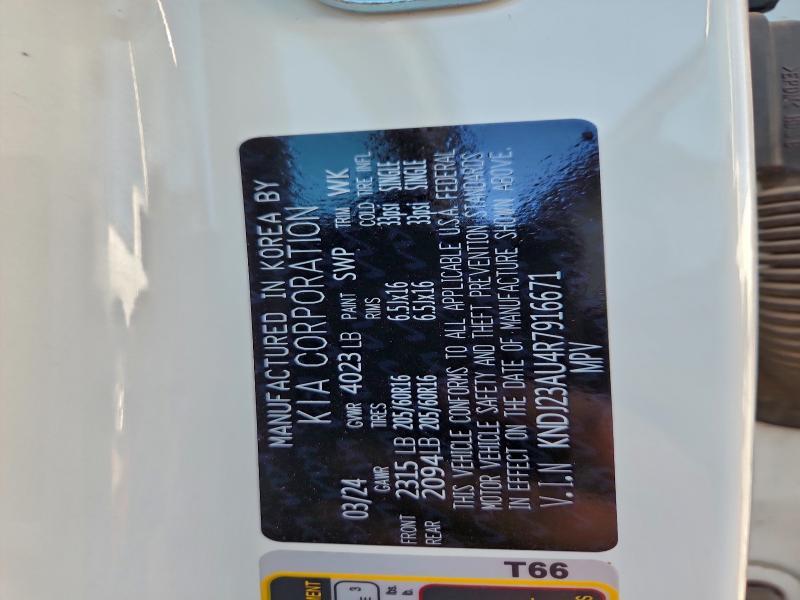 MANUFACTURED IN KOREA BY
KIA CORPORATION
03/24 GVWR 4023 LB PAINT SWP TRIM WK
GAWR TIRES RIMS COLD TIRE INFL
FRONT 2315 LB 205/60R16 6.5Jx16 33psi SINGLE
REAR 2094 LB 205/60R16 6.5Jx16 33psi SINGLE
THIS VEHICLE CONFORMS TO ALL APPLICABLE U.S.A. FEDERAL
MOTOR VEHICLE SAFETY AND THEFT PREVENTION STANDARDS
IN EFFECT ON THE DATE OF MANUFACTURE SHOWN ABOVE.
V.I.N KNDJ23AU4R7916671
MPV
T66